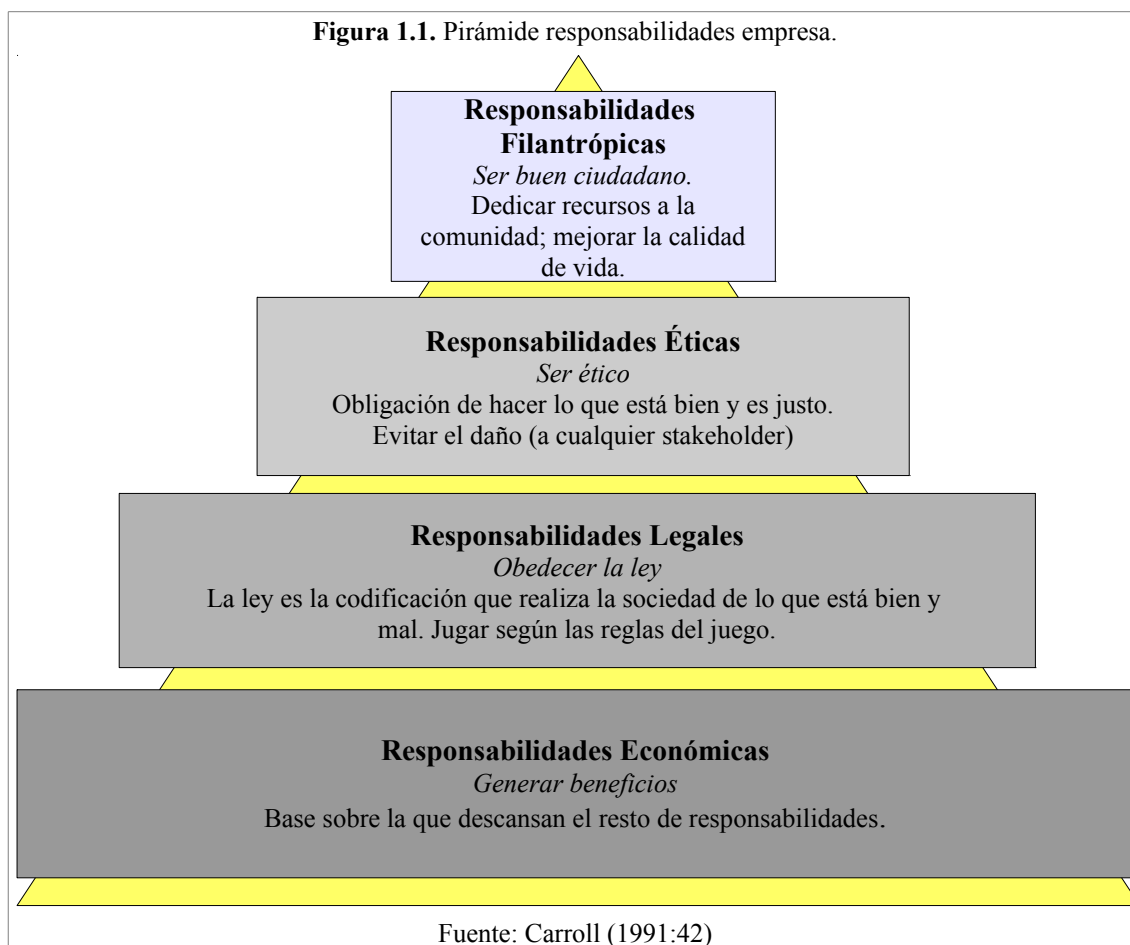 Figura 1.1. Pirámide responsabilidades empresa.
Responsabilidades
Filantrópicas
Ser buen ciudadano.
Dedicar recursos a la
comunidad; mejorar la calidad
de vida.
Responsabilidades Éticas
Ser ético
Obligación de hacer lo que está bien y es justo.
Evitar el daño (a cualquier stakeholder)
Responsabilidades Legales
Obedecer la ley
La ley es la codificación que realiza la sociedad de lo que está bien y
mal. Jugar según las reglas del juego.
Responsabilidades Económicas
Generar beneficios
Base sobre la que descansan el resto de responsabilidades.
Fuente: Carroll (1991:42)